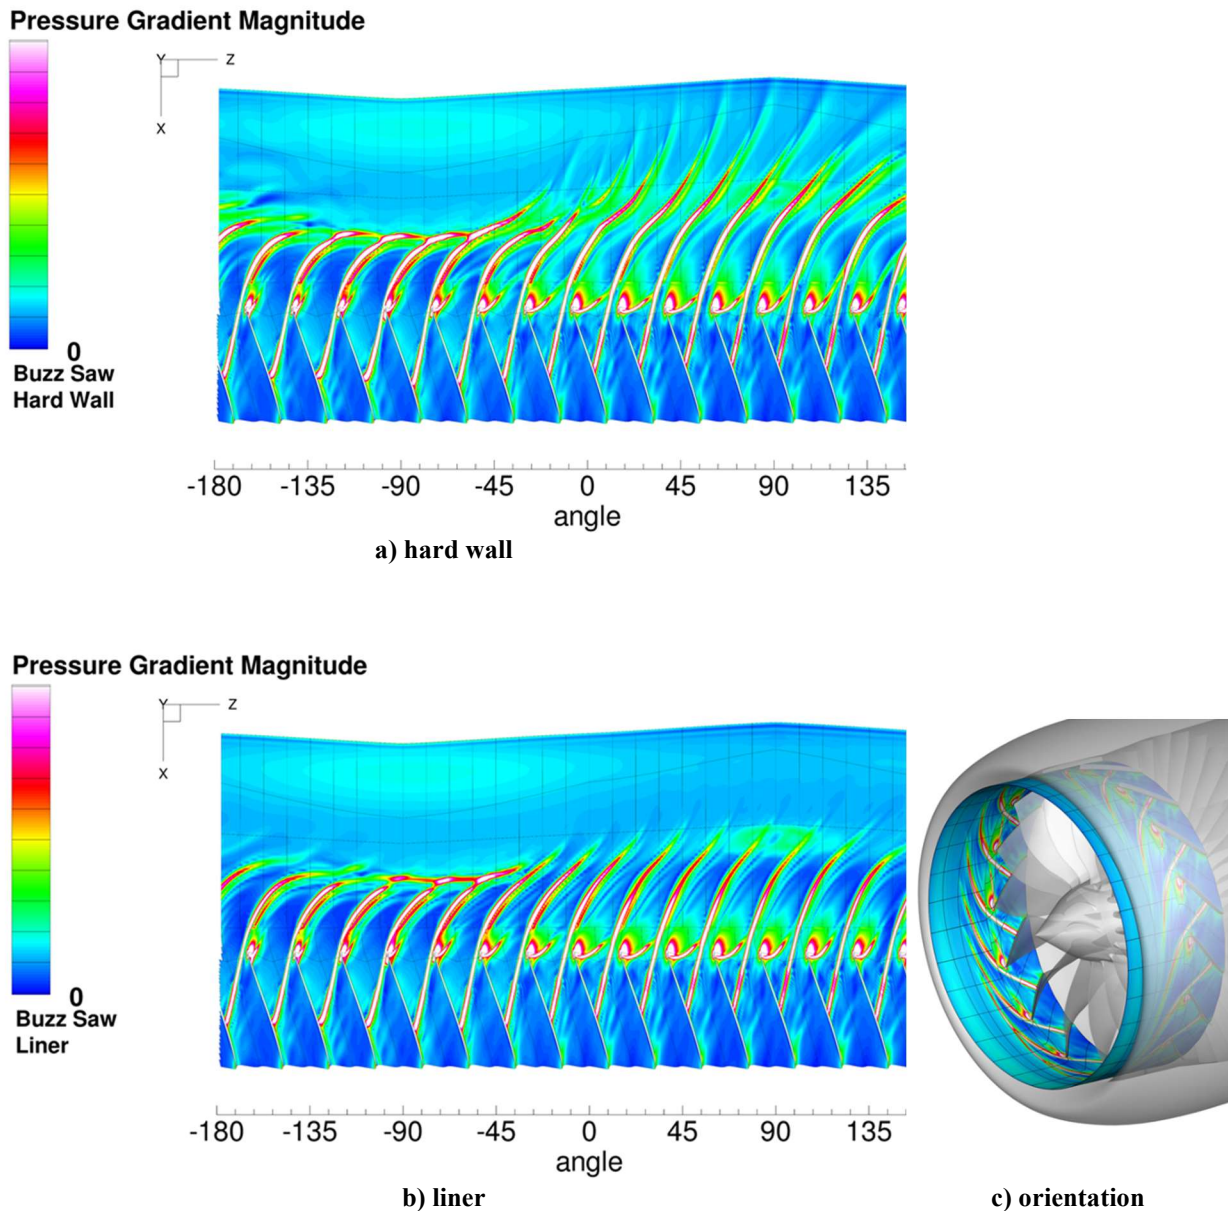 Pressure Gradient Magnitude
Y Z
X
0
Buzz Saw
Hard Wall
-180 -135 -90 -45 0 45 90 135
angle
a) hard wall
Pressure Gradient Magnitude
Y Z
X
0
Buzz Saw
Liner
-180 -135 -90 -45 0 45 90 135
angle
b) liner
c) orientation